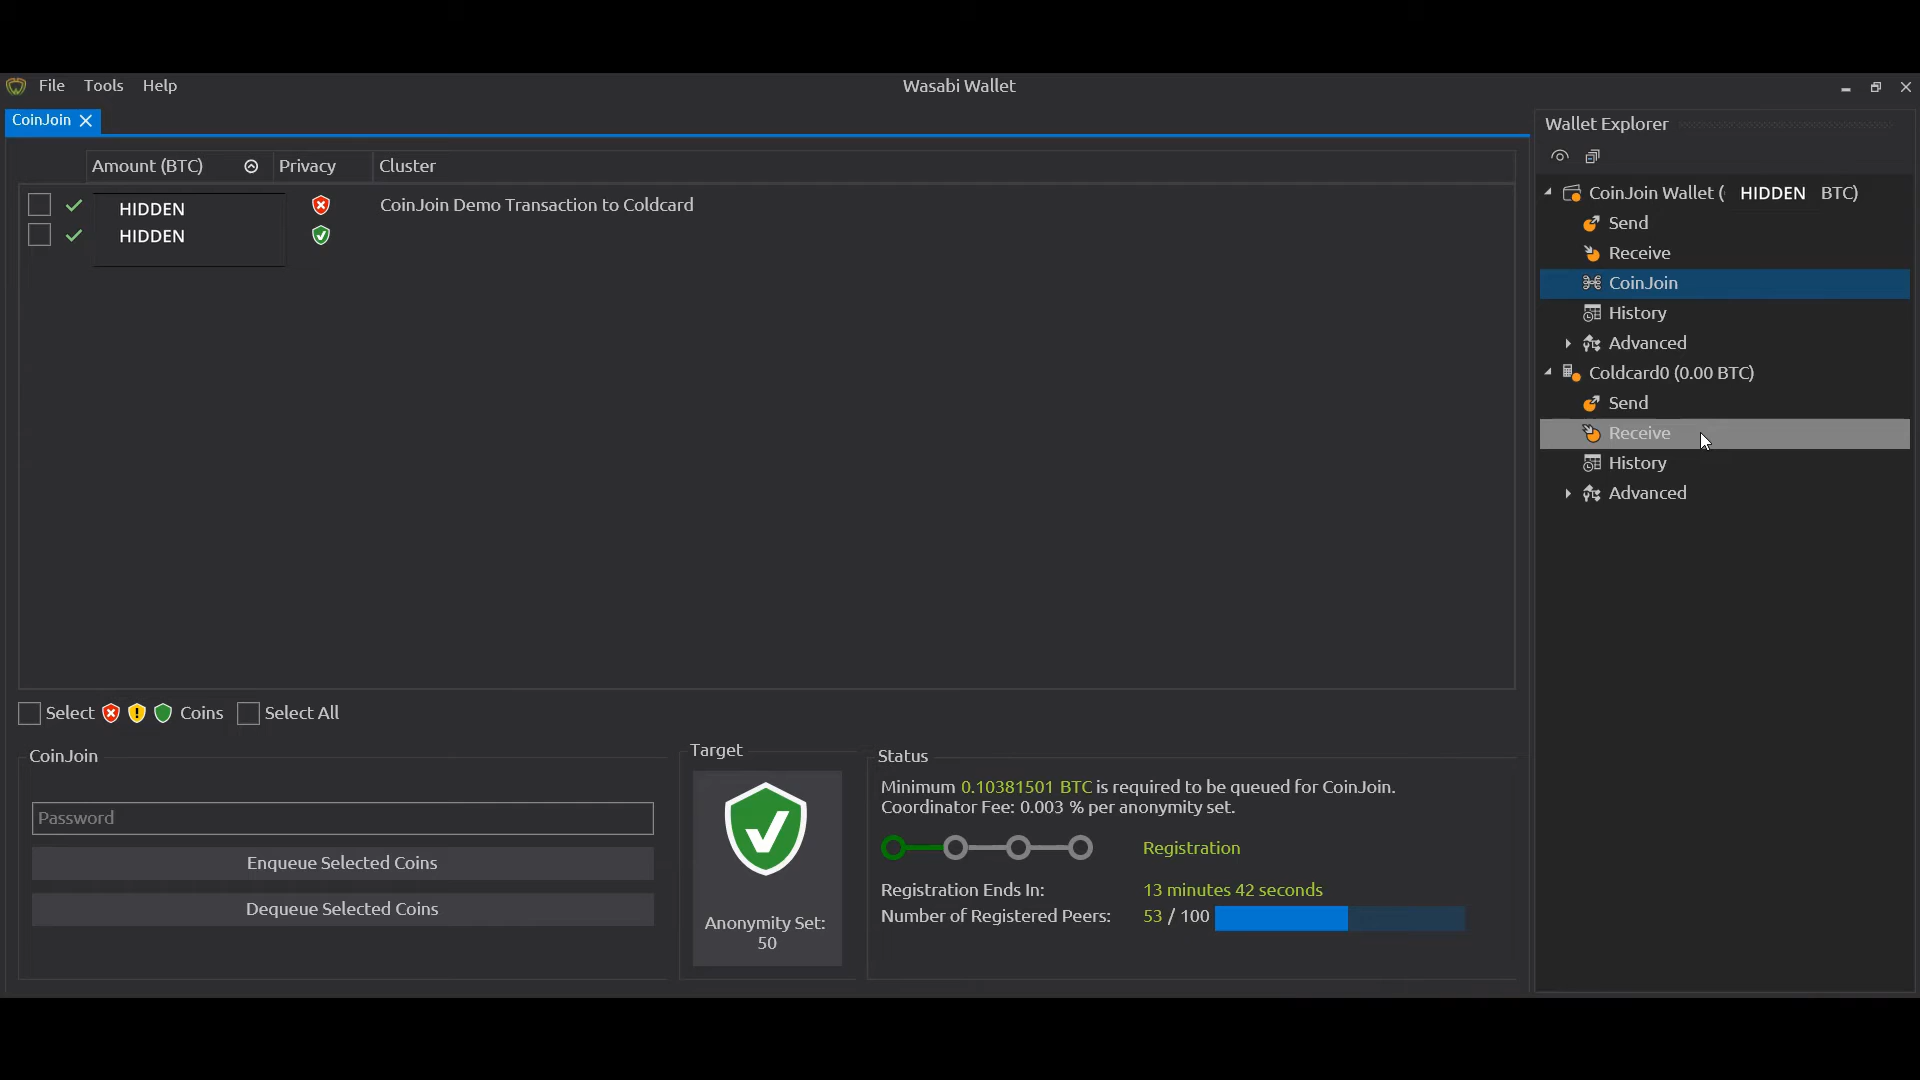 File Tools Help
Wasabi Wallet
CoinJoin
Amount (BTC) Privacy Cluster
HIDDEN CoinJoin Demo Transaction to Coldcard
HIDDEN
Select Coins Select All
CoinJoin
Password
Enqueue Selected Coins
Dequeue Selected Coins
Target
Anonymity Set:
50
Status
Minimum 0.10381501 BTC is required to be queued for CoinJoin.
Coordinator Fee: 0.003 % per anonymity set.
Registration
Registration Ends In: 13 minutes 42 seconds
Number of Registered Peers: 53 / 100
Wallet Explorer
CoinJoin Wallet ( HIDDEN BTC)
Send
Receive
CoinJoin
History
Advanced
Coldcard0 (0.00 BTC)
Send
Receive
History
Advanced